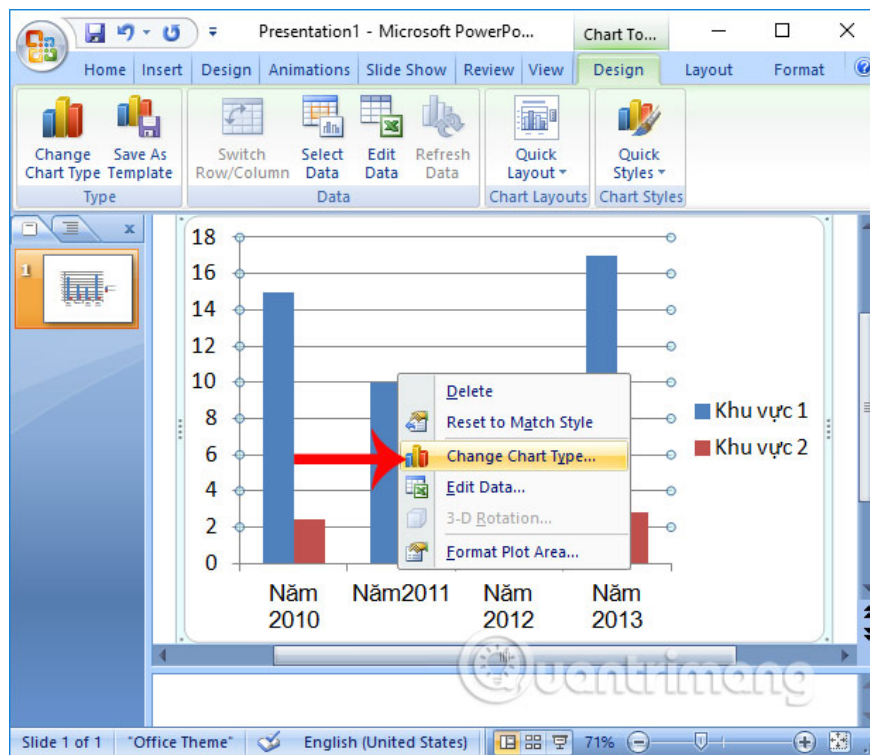 Presentation1 - Microsoft PowerPo...
Chart To...
Home Insert Design Animations Slide Show Review View Design Layout Format
Change Chart Type
Save As Template
Switch Row/Column
Select Data
Edit Data
Refresh Data
Quick Layout
Quick Styles
Type
Data
Chart Layouts
Chart Styles
x
1
18
16
14
12
10
8
6
4
2
0
Delete
Reset to Match Style
Change Chart Type...
Edit Data...
3-D Rotation...
Format Plot Area...
Khu vực 1
Khu vực 2
Năm 2010
Năm2011
Năm 2012
Năm 2013
Quantrimang
Slide 1 of 1 "Office Theme" English (United States) 71%